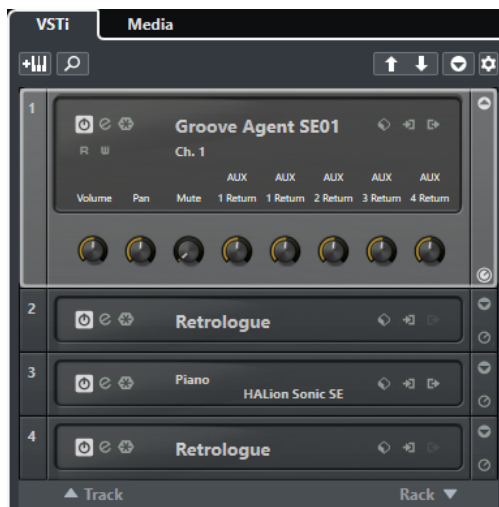 VSTi Media
1
Groove Agent SE01
R W
Ch. 1
AUX AUX AUX AUX AUX
Volume Pan Mute 1 Return 1 Return 2 Return 3 Return 4 Return
2
Retrologue
3
Piano
HALion Sonic SE
4
Retrologue
Track Rack